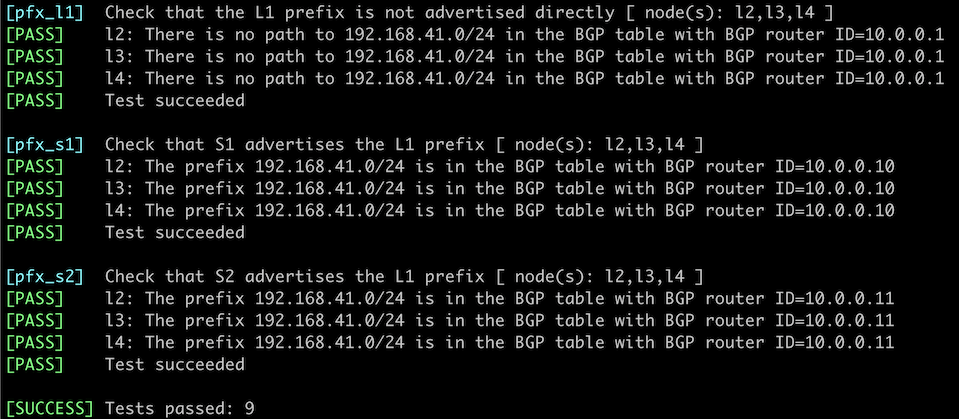 [pfx_l1] Check that the L1 prefix is not advertised directly [ node(s): l2,l3,l4 ]
[PASS] l2: There is no path to 192.168.41.0/24 in the BGP table with BGP router ID=10.0.0.1
[PASS] l3: There is no path to 192.168.41.0/24 in the BGP table with BGP router ID=10.0.0.1
[PASS] l4: There is no path to 192.168.41.0/24 in the BGP table with BGP router ID=10.0.0.1
[PASS] Test succeeded
[pfx_s1] Check that S1 advertises the L1 prefix [ node(s): l2,l3,l4 ]
[PASS] l2: The prefix 192.168.41.0/24 is in the BGP table with BGP router ID=10.0.0.10
[PASS] l3: The prefix 192.168.41.0/24 is in the BGP table with BGP router ID=10.0.0.10
[PASS] l4: The prefix 192.168.41.0/24 is in the BGP table with BGP router ID=10.0.0.10
[PASS] Test succeeded
[pfx_s2] Check that S2 advertises the L1 prefix [ node(s): l2,l3,l4 ]
[PASS] l2: The prefix 192.168.41.0/24 is in the BGP table with BGP router ID=10.0.0.11
[PASS] l3: The prefix 192.168.41.0/24 is in the BGP table with BGP router ID=10.0.0.11
[PASS] l4: The prefix 192.168.41.0/24 is in the BGP table with BGP router ID=10.0.0.11
[PASS] Test succeeded
[SUCCESS] Tests passed: 9